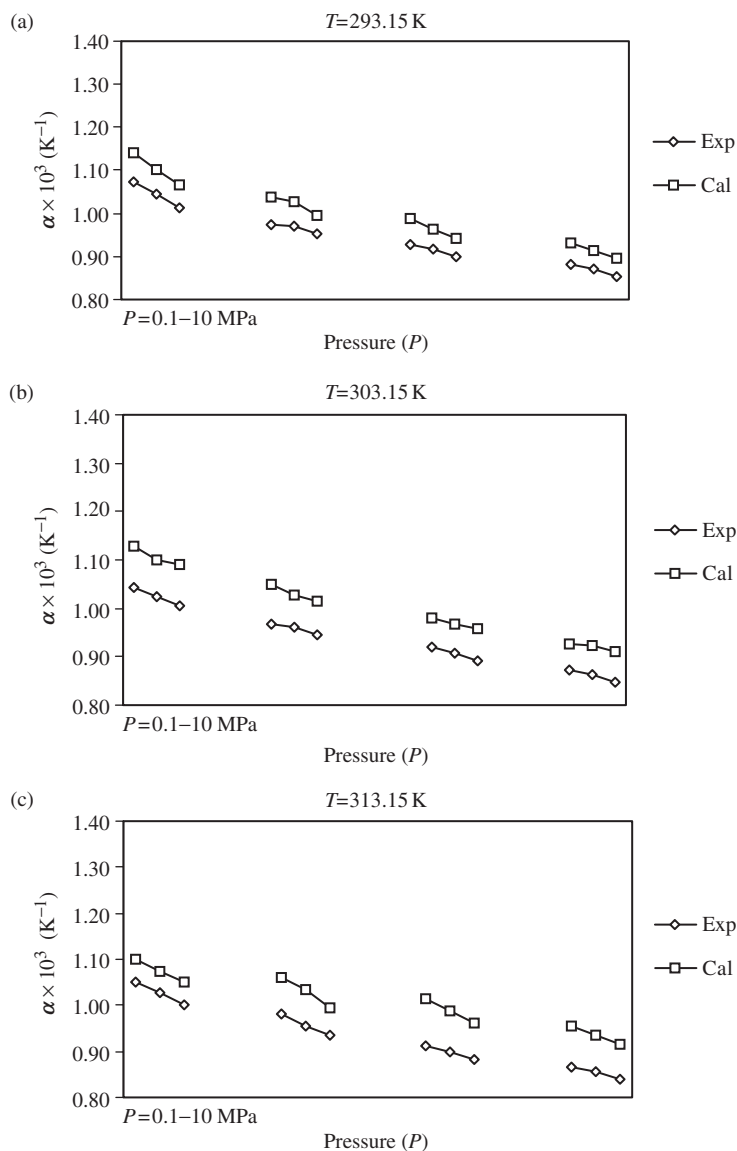 (a)
T=293.15 K
1.40
1.30
1.20
1.10
1.00
0.90
0.80
α × 10³ (K⁻¹)
Exp
Cal
P=0.1–10 MPa
Pressure (P)
(b)
T=303.15 K
1.40
1.30
1.20
1.10
1.00
0.90
0.80
α × 10³ (K⁻¹)
Exp
Cal
P=0.1–10 MPa
Pressure (P)
(c)
T=313.15 K
1.40
1.30
1.20
1.10
1.00
0.90
0.80
α × 10³ (K⁻¹)
Exp
Cal
P=0.1–10 MPa
Pressure (P)